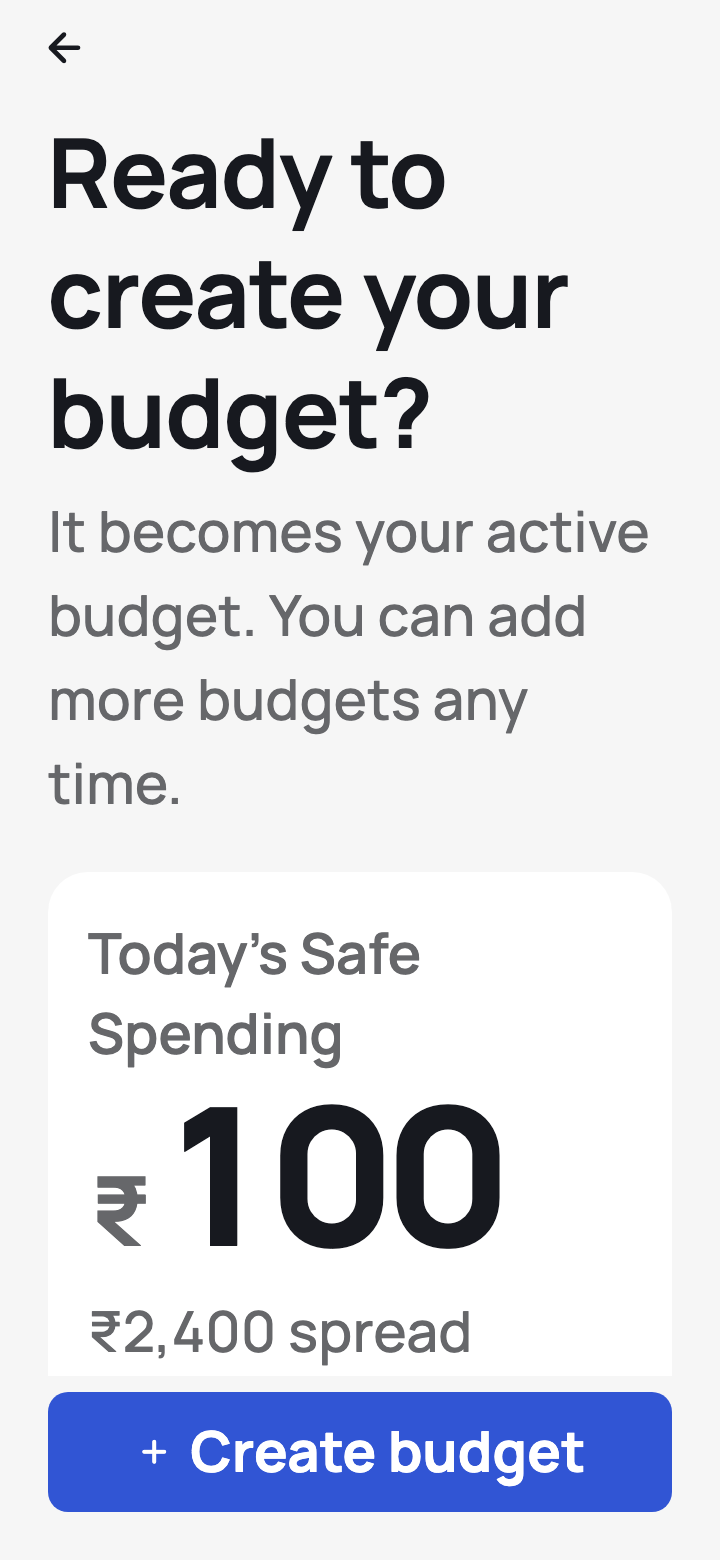 Ready to
create your
budget?
It becomes your active
budget. You can add
more budgets any
time.
Today’s Safe
Spending
₹ 100
₹2,400 spread
+ Create budget